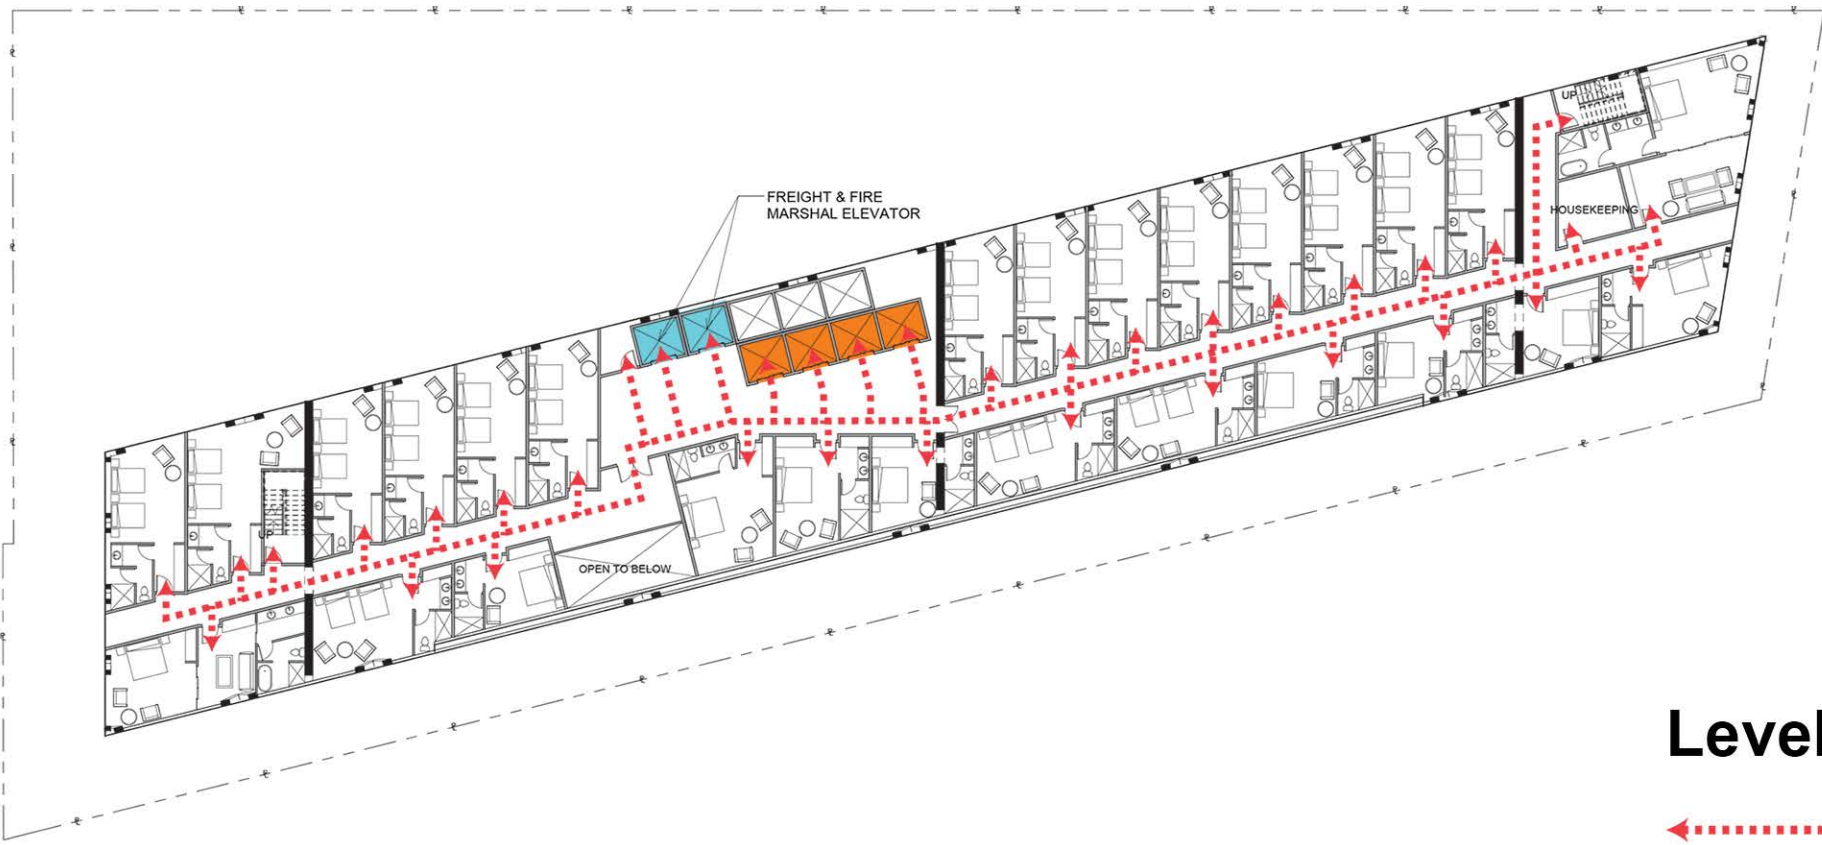 UP
FREIGHT & FIRE
MARSHAL ELEVATOR
HOUSEKEEPING
UP
OPEN TO BELOW
Level